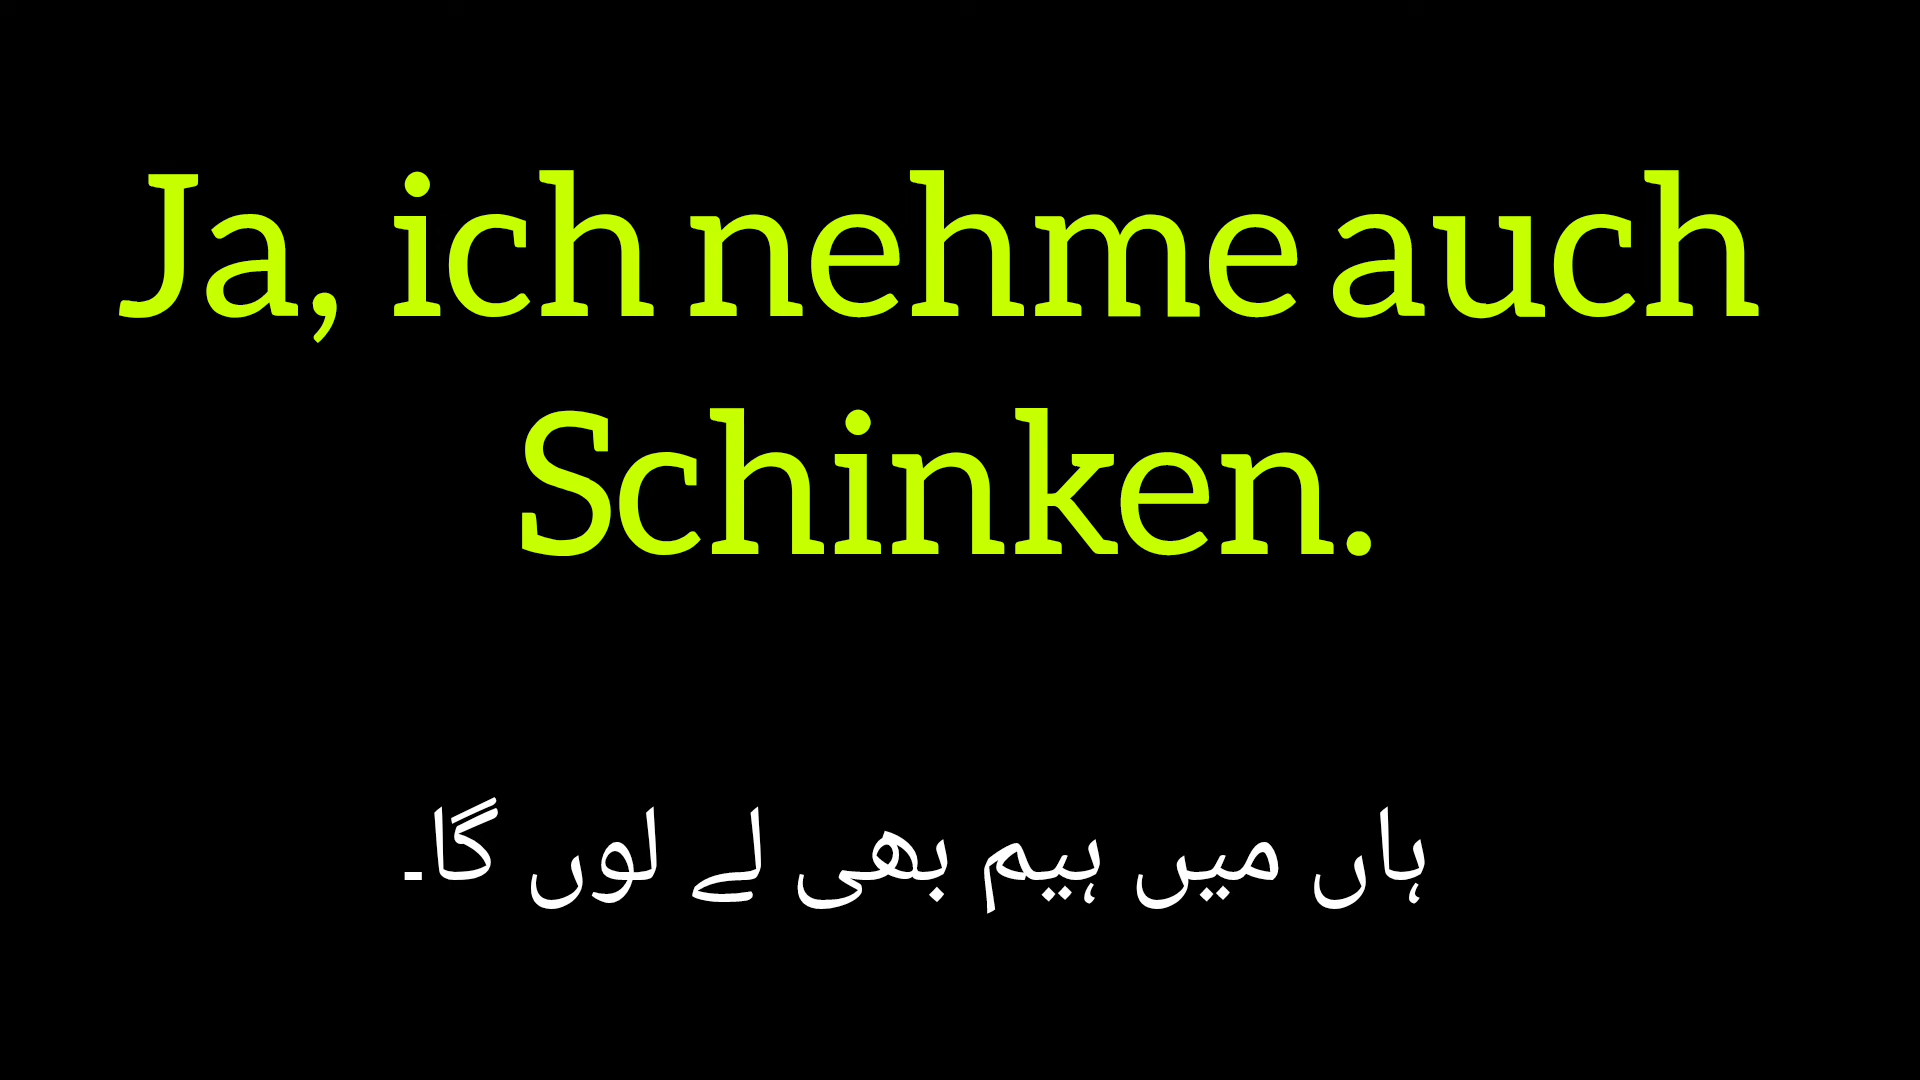 Ja, ich nehme auch
Schinken.
ہاں میں ہیم بھی لے لوں گا۔